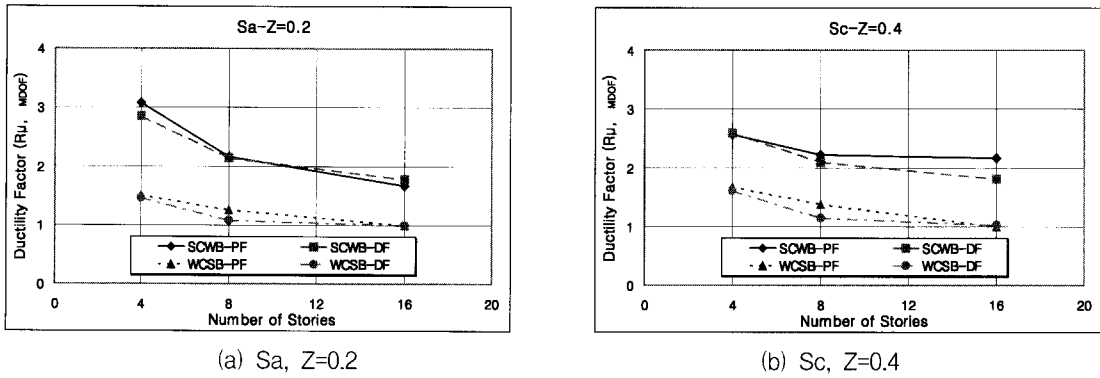 Sa-Z=0.2
Ductility Factor (Rμ, MDOF)
4
3
2
1
0
SCWB-PF
SCWB-DF
WCSB-PF
WCSB-DF
0 4 8 12 16 20
Number of Stories
(a) Sa, Z=0.2
Sc-Z=0.4
Ductility Factor (Rμ, MDOF)
4
3
2
1
0
SCWB-PF
SCWB-DF
WCSB-PF
WCSB-DF
0 4 8 12 16 20
Number of Stories
(b) Sc, Z=0.4